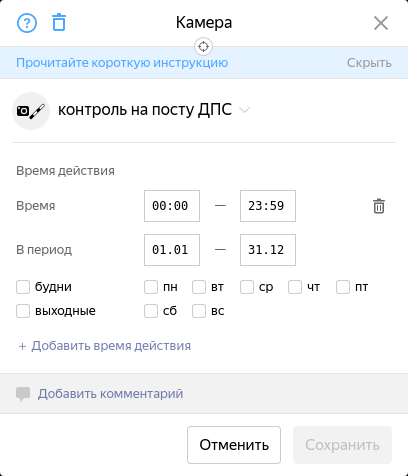 Камера
Прочитайте короткую инструкцию Скрыть
контроль на посту ДПС
Время действия
Время 00:00 — 23:59
В период 01.01 — 31.12
будни пн вт ср чт пт
выходные сб вс
+ Добавить время действия
Добавить комментарий
Отменить Сохранить